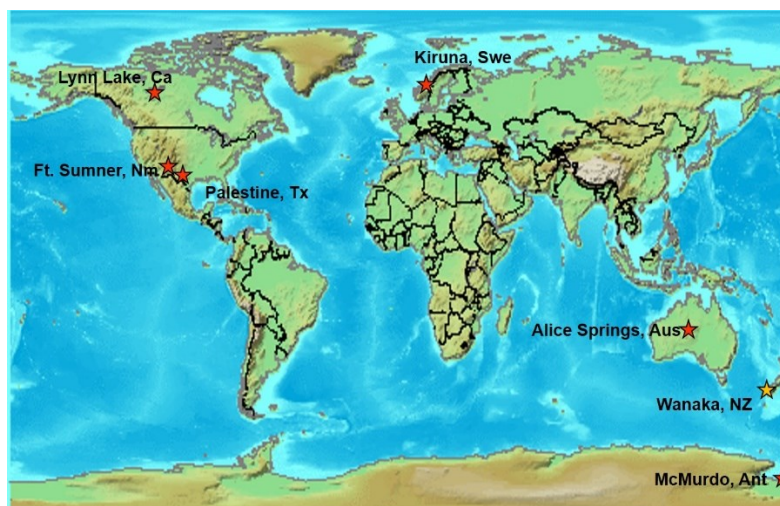 Kiruna, Swe
Lynn Lake, Ca
Ft. Sumner, Nm
Palestine, Tx
Alice Springs, Aus
Wanaka, NZ
McMurdo, Ant